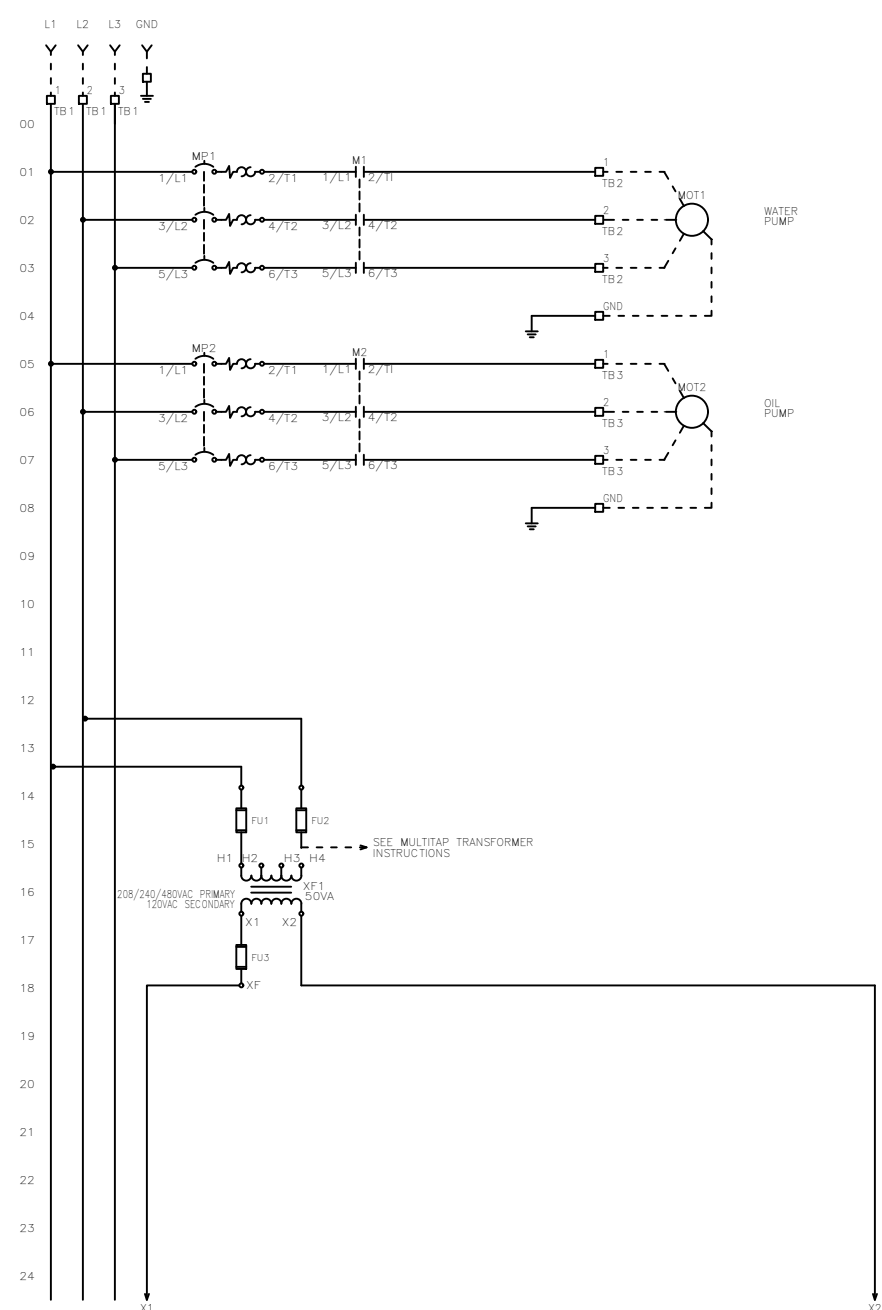 L1 L2 L3 GND
1 2 3
TB1 TB1 TB1
00
MP1 M1 1
01
1/L1 2/T1 1/L1 2/TI TB2
MOT1
2
WATER
PUMP
02
3/L2 4/T2 3/L2 4/T2 TB2
3
03
5/L3 6/T3 5/L3 6/T3 TB2
GND
04
MP2 M2 1
05
1/L1 2/T1 1/L1 2/TI TB3
MOT2
2
OIL
PUMP
06
3/L2 4/T2 3/L2 4/T2 TB3
3
07
5/L3 6/T3 5/L3 6/T3 TB3
GND
08
09
10
11
12
13
14
FU1 FU2
15
SEE MULTITAP TRANSFORMER
INSTRUCTIONS
H1 H2 H3 H4
16
208/240/480VAC PRIMARY
120VAC SECONDARY
XF1
50VA
X1 X2
17
FU3
18
XF
19
20
21
22
23
24
X1 X2